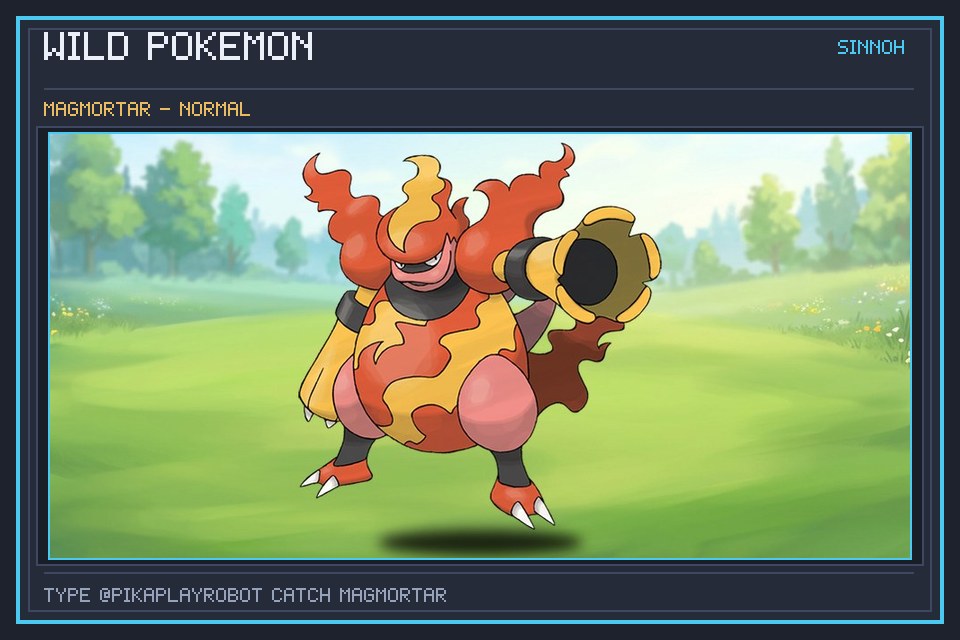 WILD POKEMON
SINNOH
MAGMORTAR - NORMAL
TYPE @PIKAPLAYROBOT CATCH MAGMORTAR